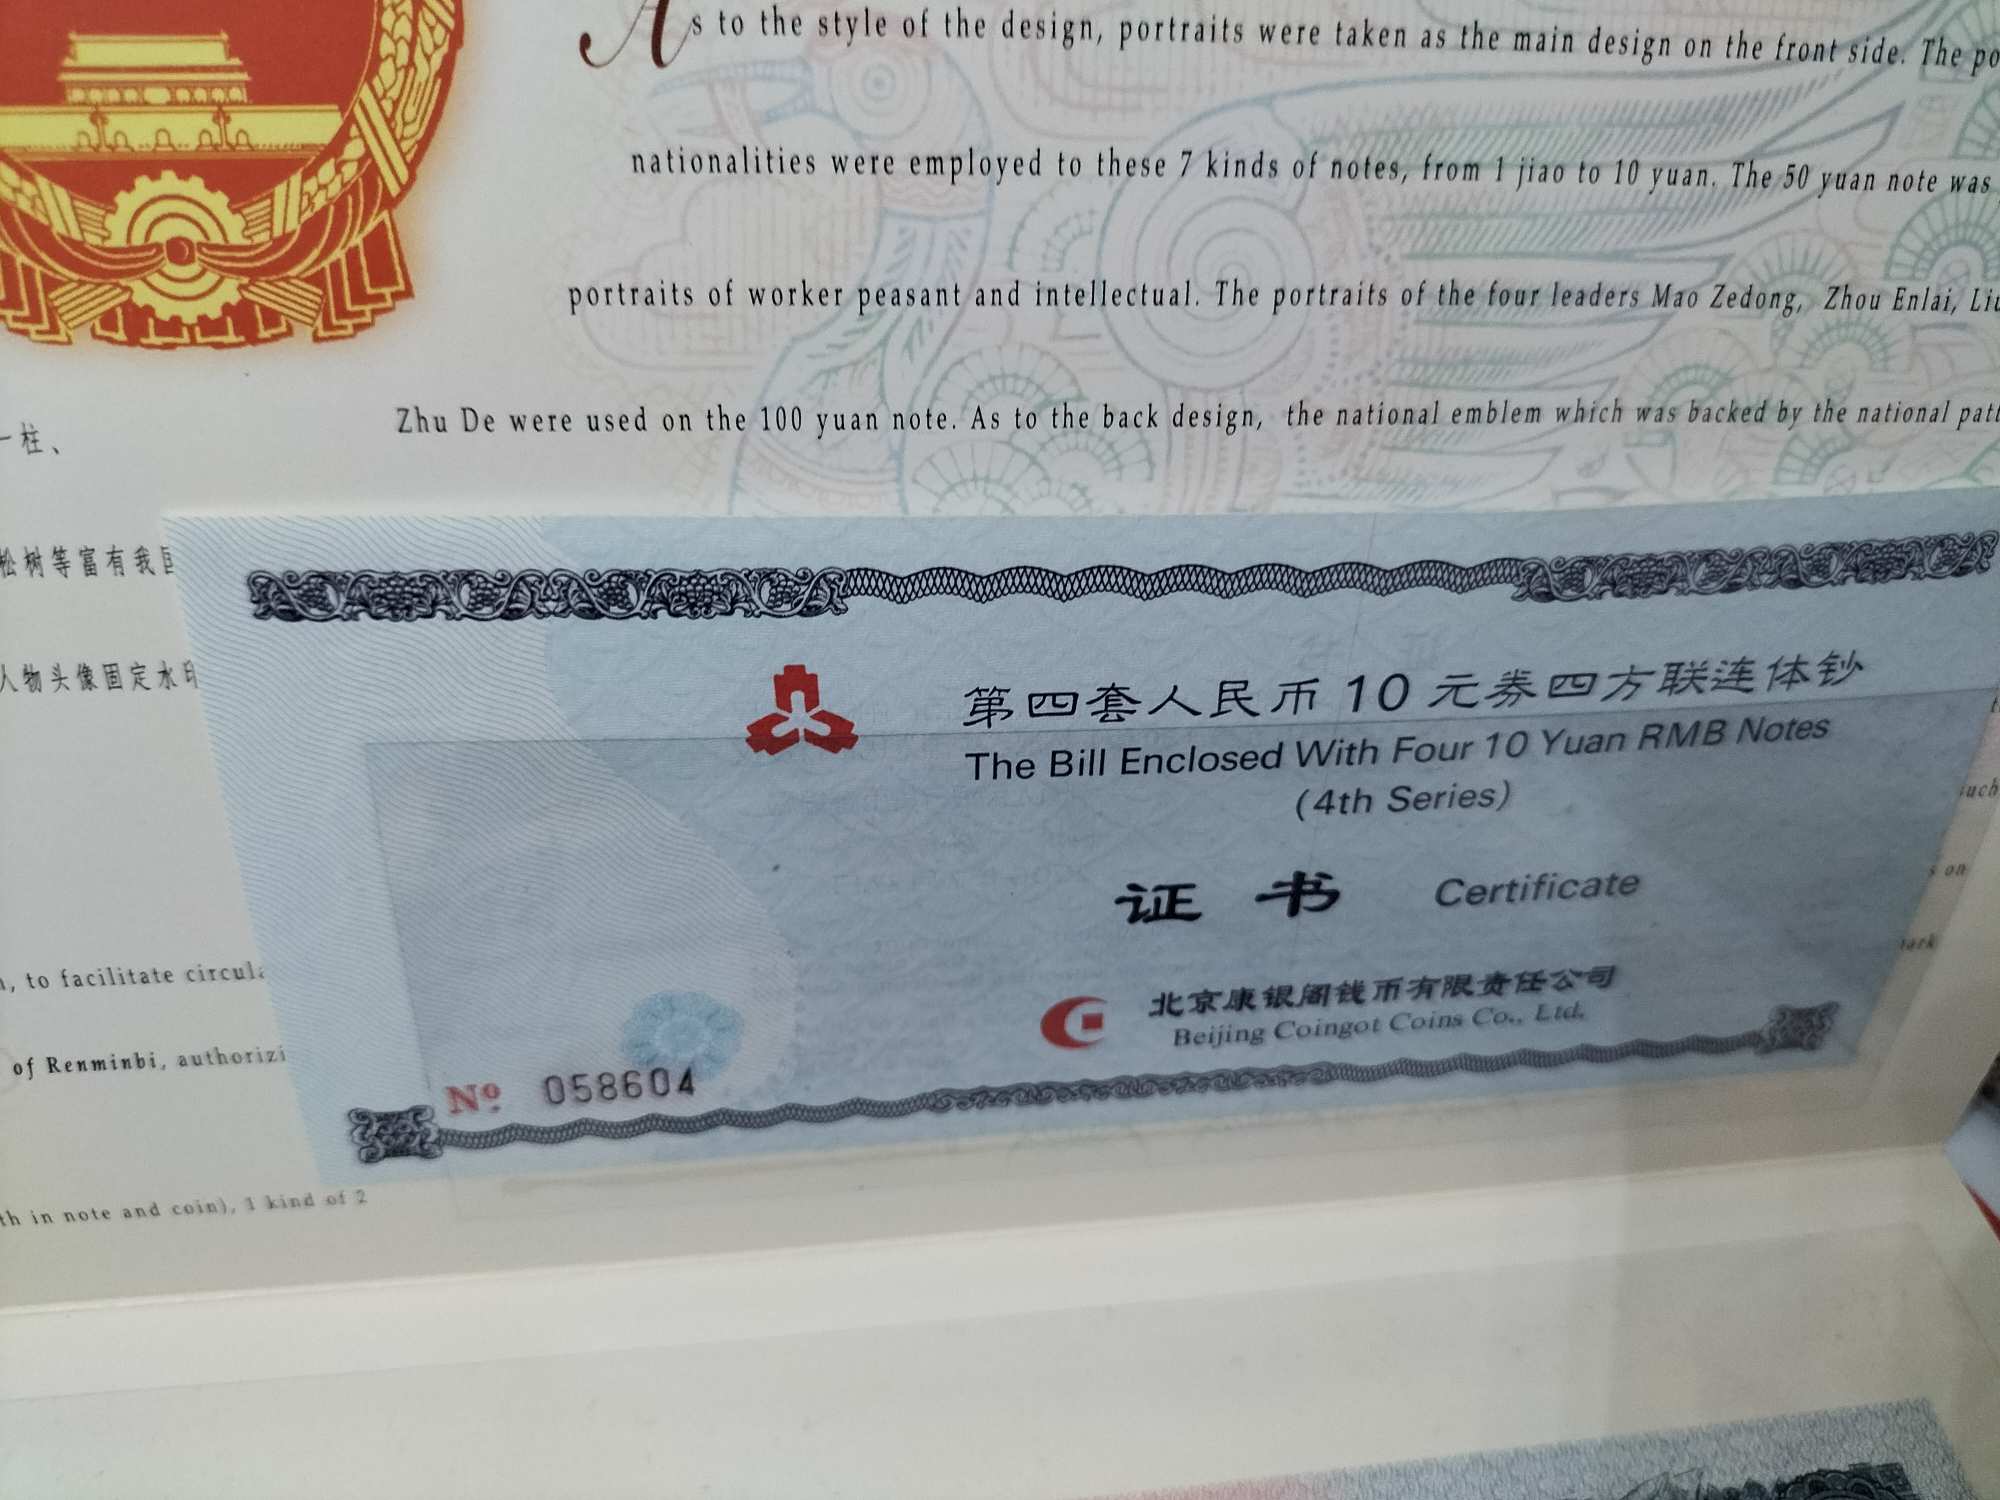 As to the style of the design, portraits were taken as the main design on the front side. The
nationalities were employed to these 7 kinds of notes, from 1 jiao to 10 yuan. The 50 yuan note was
portraits of worker peasant and intellectual. The portraits of the four leaders Mao Zedong, Zhou Enlai,
Zhu De were used on the 100 yuan note. As to the back design, the national emblem which was backed by the national
一柱、
松树等富有我
人物头像固定水印
第四套人民币10元券四方联连体钞
The Bill Enclosed With Four 10 Yuan RMB Notes
(4th Series)
证书 Certificate
北京康银阁钱币有限责任公司
Beijing Coingot Coins Co., Ltd.
№ 058604
, to facilitate
of Renminbi,
in note and coin), 1 kind of 2
on